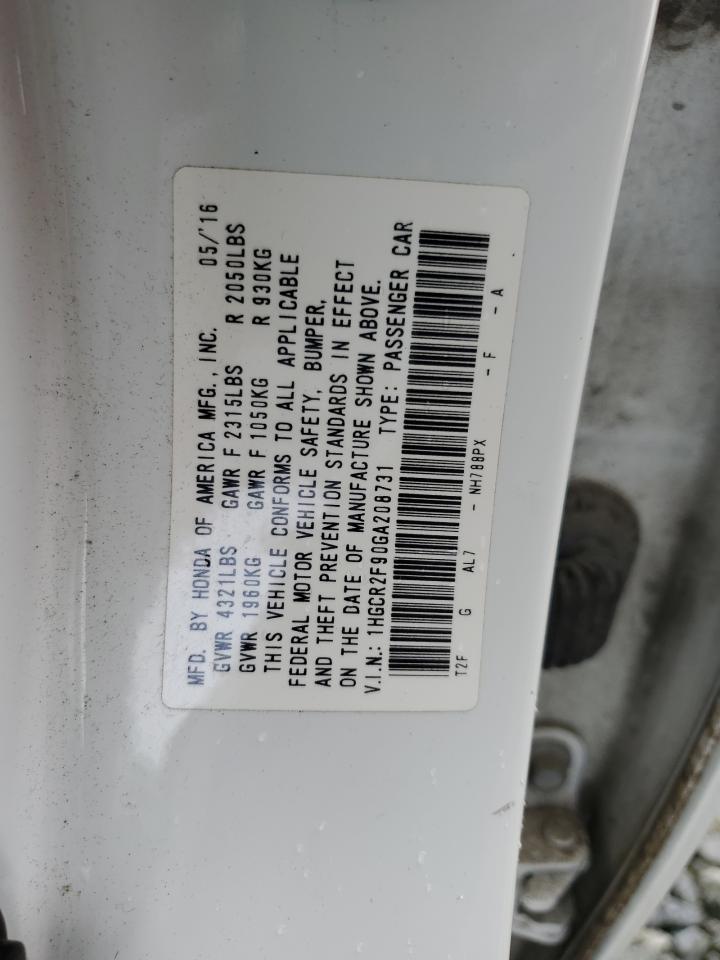 MFD. BY HONDA OF AMERICA MFG., INC. 05/'16
GVWR 4321LBS GAWR F 2315LBS R 2050LBS
GVWR 1960KG GAWR F 1050KG R 930KG
THIS VEHICLE CONFORMS TO ALL APPLICABLE
FEDERAL MOTOR VEHICLE SAFETY, BUMPER,
AND THEFT PREVENTION STANDARDS IN EFFECT
ON THE DATE OF MANUFACTURE SHOWN ABOVE.
V.I.N.: 1HGCR2F90GA208731 TYPE: PASSENGER CAR
T2F G AL7 - NH788PX - F - A